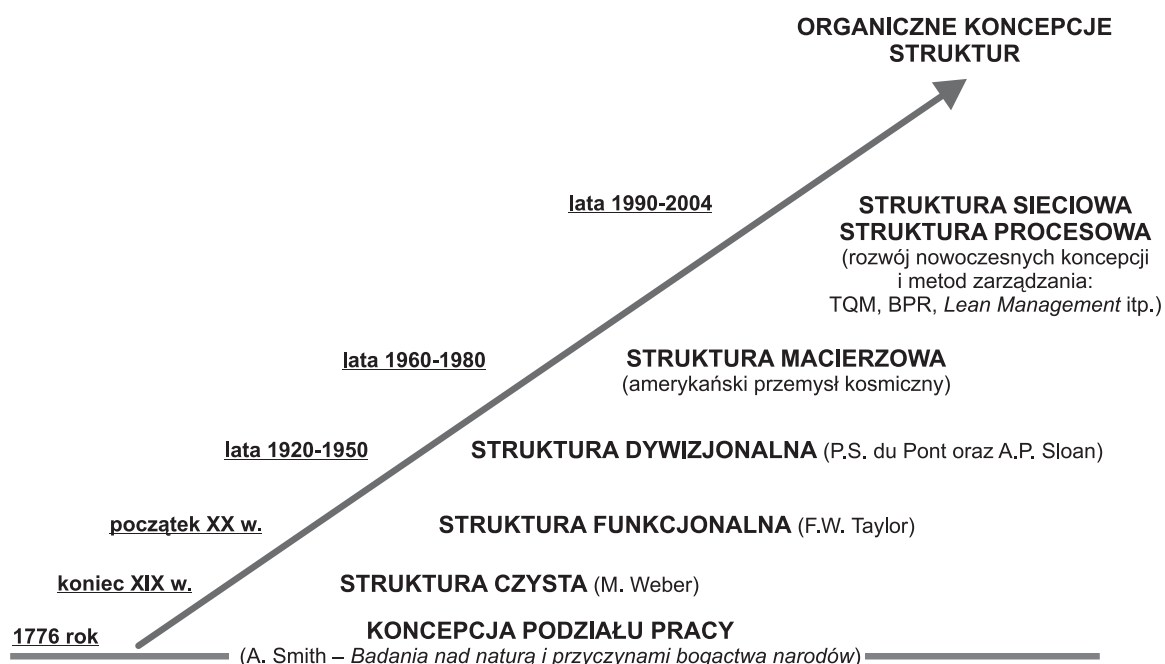 ORGANICZNE KONCEPCJE
STRUKTUR
lata 1990-2004
STRUKTURA SIECIOWA
STRUKTURA PROCESOWA
(rozwój nowoczesnych koncepcji
i metod zarządzania:
TQM, BPR, Lean Management itp.)
lata 1960-1980
STRUKTURA MACIERZOWA
(amerykański przemysł kosmiczny)
lata 1920-1950
STRUKTURA DYWIZJONALNA (P.S. du Pont oraz A.P. Sloan)
początek XX w.
STRUKTURA FUNKCJONALNA (F.W. Taylor)
koniec XIX w.
STRUKTURA CZYSTA (M. Weber)
1776 rok
KONCEPCJA PODZIAŁU PRACY
(A. Smith – Badania nad naturą i przyczynami bogactwa narodów)